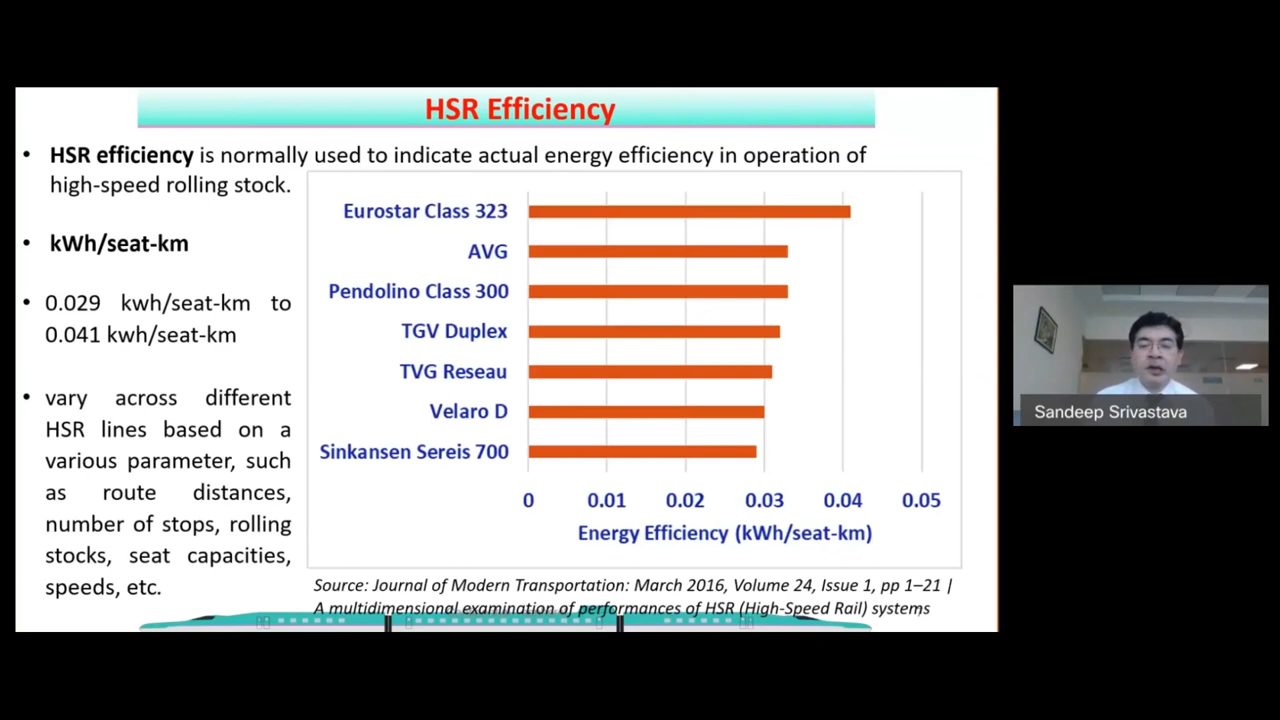 HSR Efficiency
• HSR efficiency is normally used to indicate actual energy efficiency in operation of
high-speed rolling stock.
• kWh/seat-km
• 0.029 kwh/seat-km to
0.041 kwh/seat-km
• vary across different
HSR lines based on a
various parameter, such
as route distances,
number of stops, rolling
stocks, seat capacities,
speeds, etc.
Eurostar Class 323
AVG
Pendolino Class 300
TGV Duplex
TVG Reseau
Velaro D
Sinkansen Sereis 700
0 0.01 0.02 0.03 0.04 0.05
Energy Efficiency (kWh/seat-km)
Source: Journal of Modern Transportation: March 2016, Volume 24, Issue 1, pp 1–21 |
A multidimensional examination of performances of HSR (High-Speed Rail) systems
Sandeep Srivastava